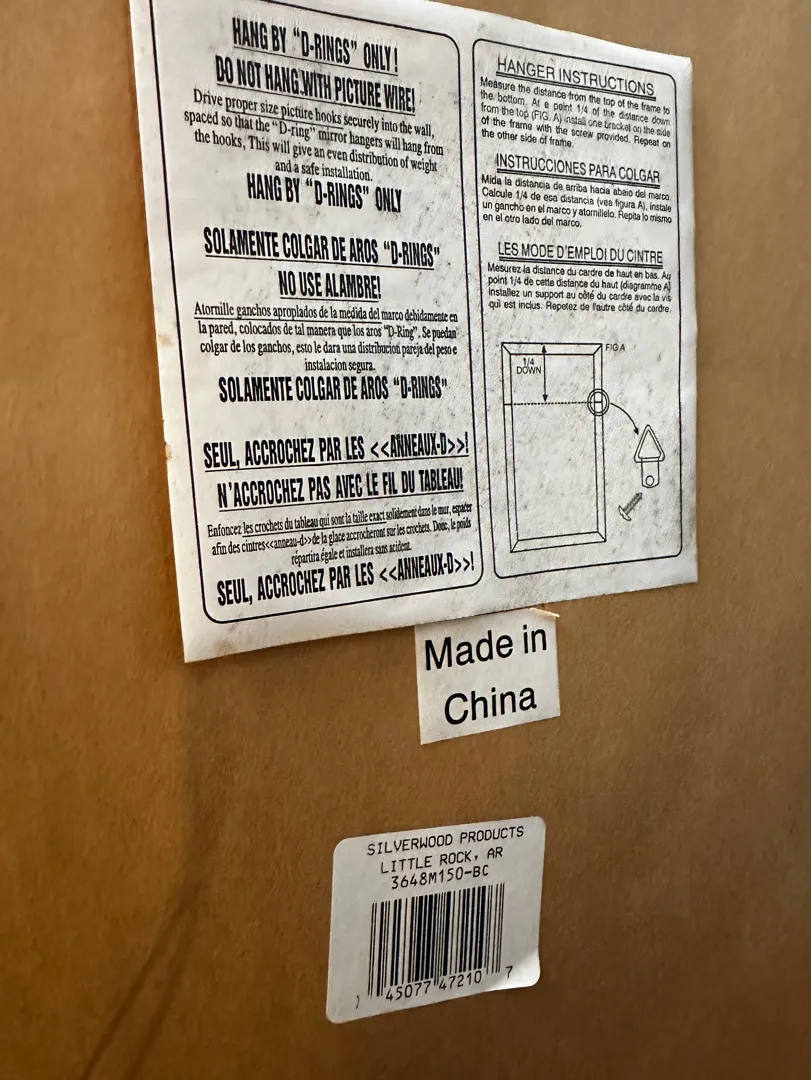 HANG BY "D-RINGS" ONLY!
DO NOT HANG WITH PICTURE WIRE!
Drive proper size picture hooks securely into the wall,
spaced so that the "D-ring" mirror hangers will hang from
the hooks, This will give an even distribution of weight
and a safe installation.
HANG BY "D-RINGS" ONLY
SOLAMENTE COLGAR DE AROS "D-RINGS"
NO USE ALAMBRE!
Atornille ganchos aproplados de la medida del marco debidamente en
la pared, colocados de tal manera que los aros "D-Ring", Se puedan
colgar de los ganchos, esto le dara una distribucion pareja del peso e
instalacion segura.
SOLAMENTE COLGAR DE AROS "D-RINGS"
SEUL, ACCROCHEZ PAR LES <<ANNEAUX-D>>!
N'ACCROCHEZ PAS AVEC LE FIL DU TABLEAU!
Enfoncez les crochets du tableau qui sont la taille exact solidement dans le mur, espacer
afin des cintres<<anneau-d>>de la glace accrocheront sur les crochets. Donc, le poids
répartira égale et installera sans acident.
SEUL, ACCROCHEZ PAR LES <<ANNEAUX-D>>!
HANGER INSTRUCTIONS
Measure the distance from the top of the frame to
the bottom. At a point 1/4 of the distance down
from the top (FIG. A) install one bracket on the side
of the frame with the screw provided. Repeat on
the other side of frame.
INSTRUCCIONES PARA COLGAR
Mida la distancia de arriba hacia abaio del marco
Calcule 1/4 de esa distancia (vea figura A), instale
un gancho en el marco y atornillelo. Repita lo mismo
en el otro lado del marco.
LES MODE D'EMPLOI DU CINTRE
Mesurez la distance du cardre de haut en bas. Au
point 1/4 de cette distance du haut (diagramme A)
installez un support au côté du cardre avec la vis
qui est inclus. Repetez de l'autre côté du cardre.
FIG A
1/4
DOWN
Made in
China
SILVERWOOD PRODUCTS
LITTLE ROCK, AR
3648M150-BC
45077 47210 7